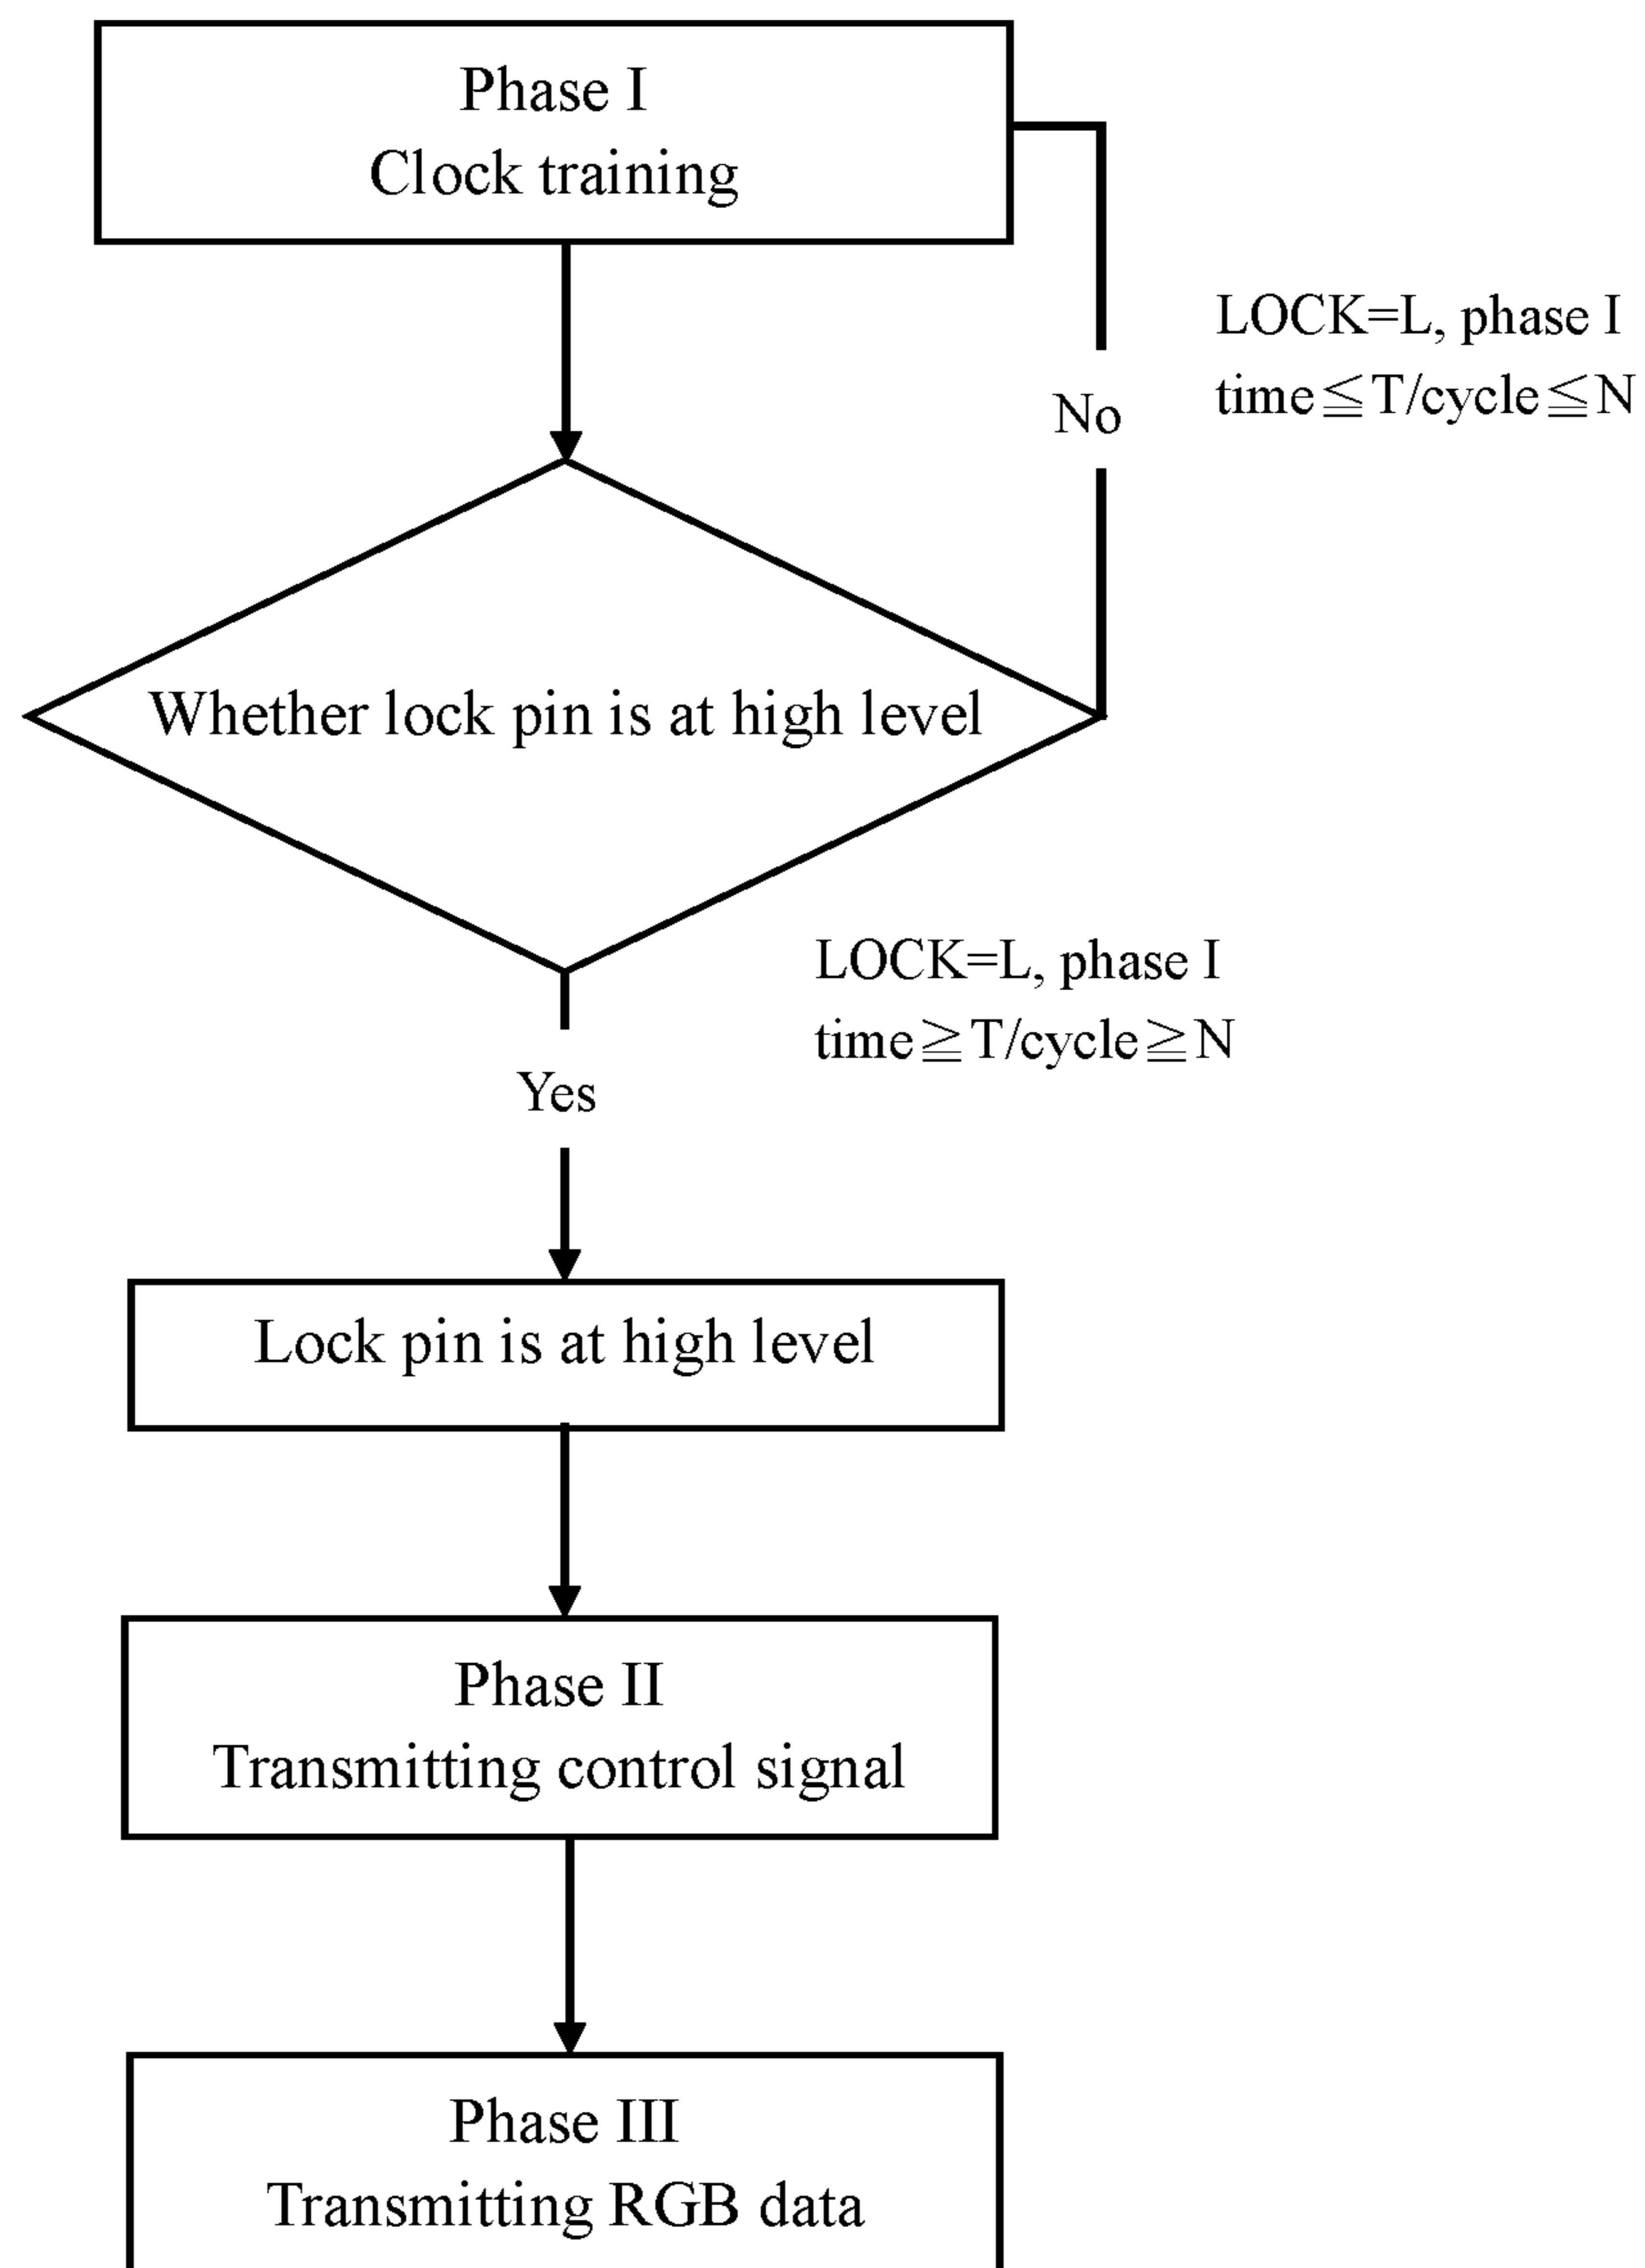 Phase I
Clock training
LOCK=L, phase I
time≦T/cycle≦N
No
Whether lock pin is at high level
LOCK=L, phase I
time≧T/cycle≧N
Yes
Lock pin is at high level
Phase II
Transmitting control signal
Phase III
Transmitting RGB data